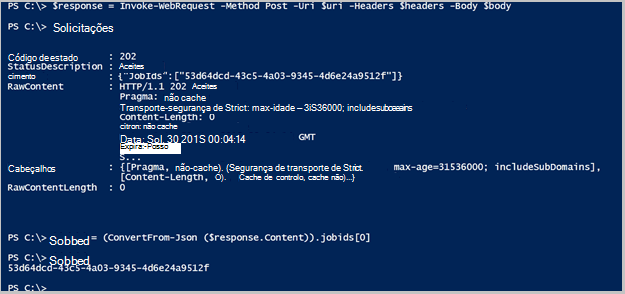 PS C:\> $response = Invoke-WebRequest -Method Post -Uri $uri -Headers $headers -Body $body
PS C:\> Solicitações
Código de estado : 202
StatusDescription : Aceites
cimento : {"JobIds":["53d64dcd-43c5-4a03-9345-4d6e24a9512f"]}
RawContent : HTTP/1.1 202 Aceites
Pragma: não cache
Transporte-segurança de Strict: max-idade – 3iS36000;
Content-Length: 0
citron: não cache
Data: Sol, 30 201S 00:04:14 GMT
Expira:-Posso
S...
Cabeçalhos : {[Pragma, não-cache). (Segurança de transporte de Strict. max-age=31536000; includeSubDomains],
[Content-Length, O). Cache de controlo, cache não)...}
RawContentLength : 0
PS C:\> Sobbed = (ConvertFrom-Json ($response.Content)).jobids[0]
PS C:\> Sobbed
53d64dcd-43c5-4a03-9345-4d6e24a9512f
PS C:\>